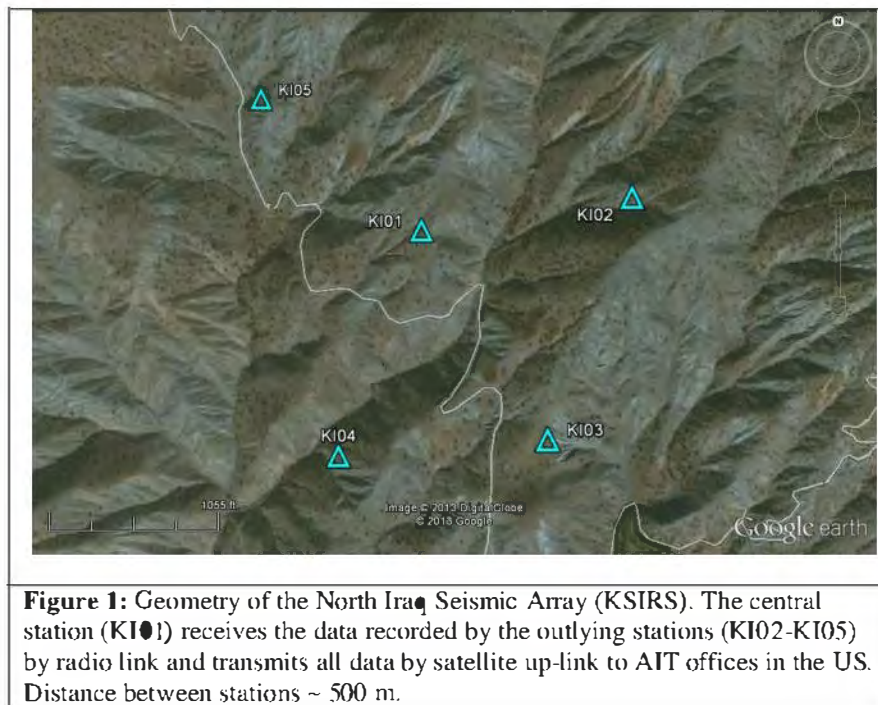 N
KI05
KI01
KI02
KI04
KI03
1055 ft
Image © 2013 DigitalGlobe
© 2013 Google
Google earth
Figure 1: Geometry of the North Iraq Seismic Array (KSIRS). The central
station (KI01) receives the data recorded by the outlying stations (KI02-KI05)
by radio link and transmits all data by satellite up-link to AIT offices in the US.
Distance between stations ~ 500 m.